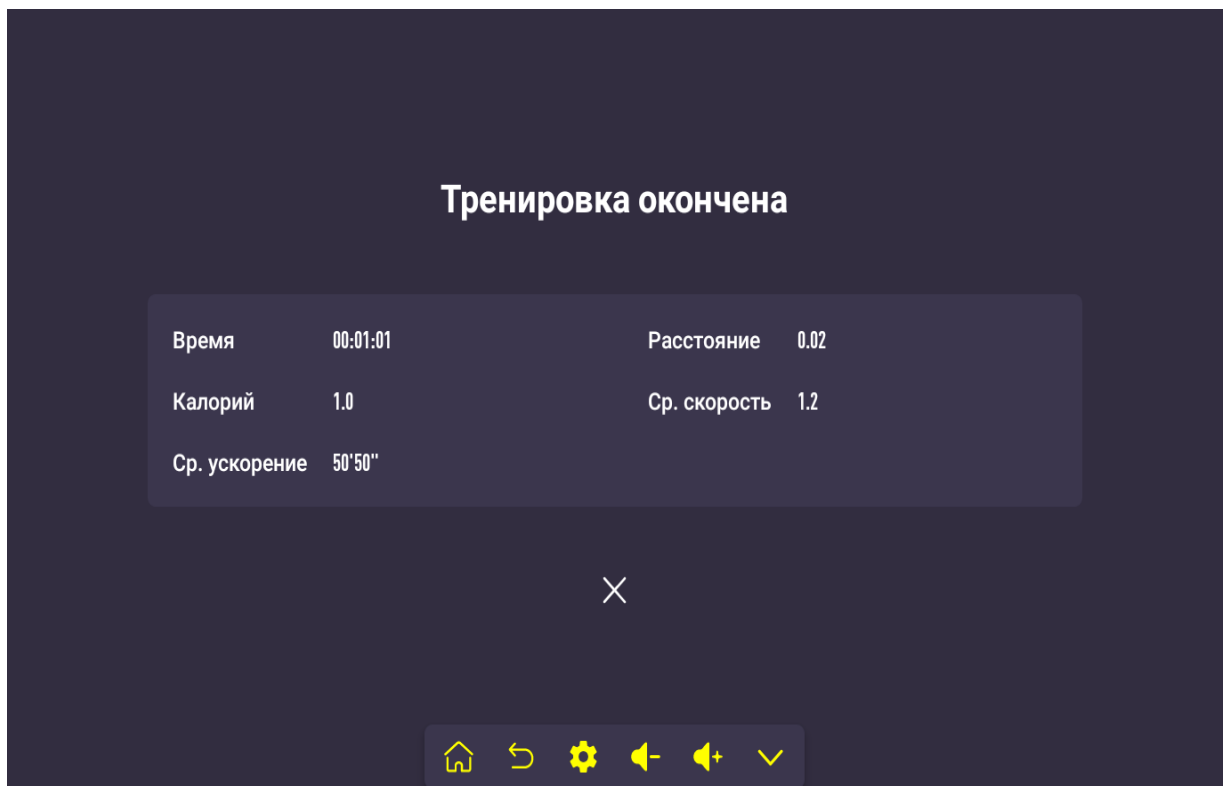 Тренировка окончена
Время 00:01:01 Расстояние 0.02
Калорий 1.0 Ср. скорость 1.2
Ср. ускорение 50'50"